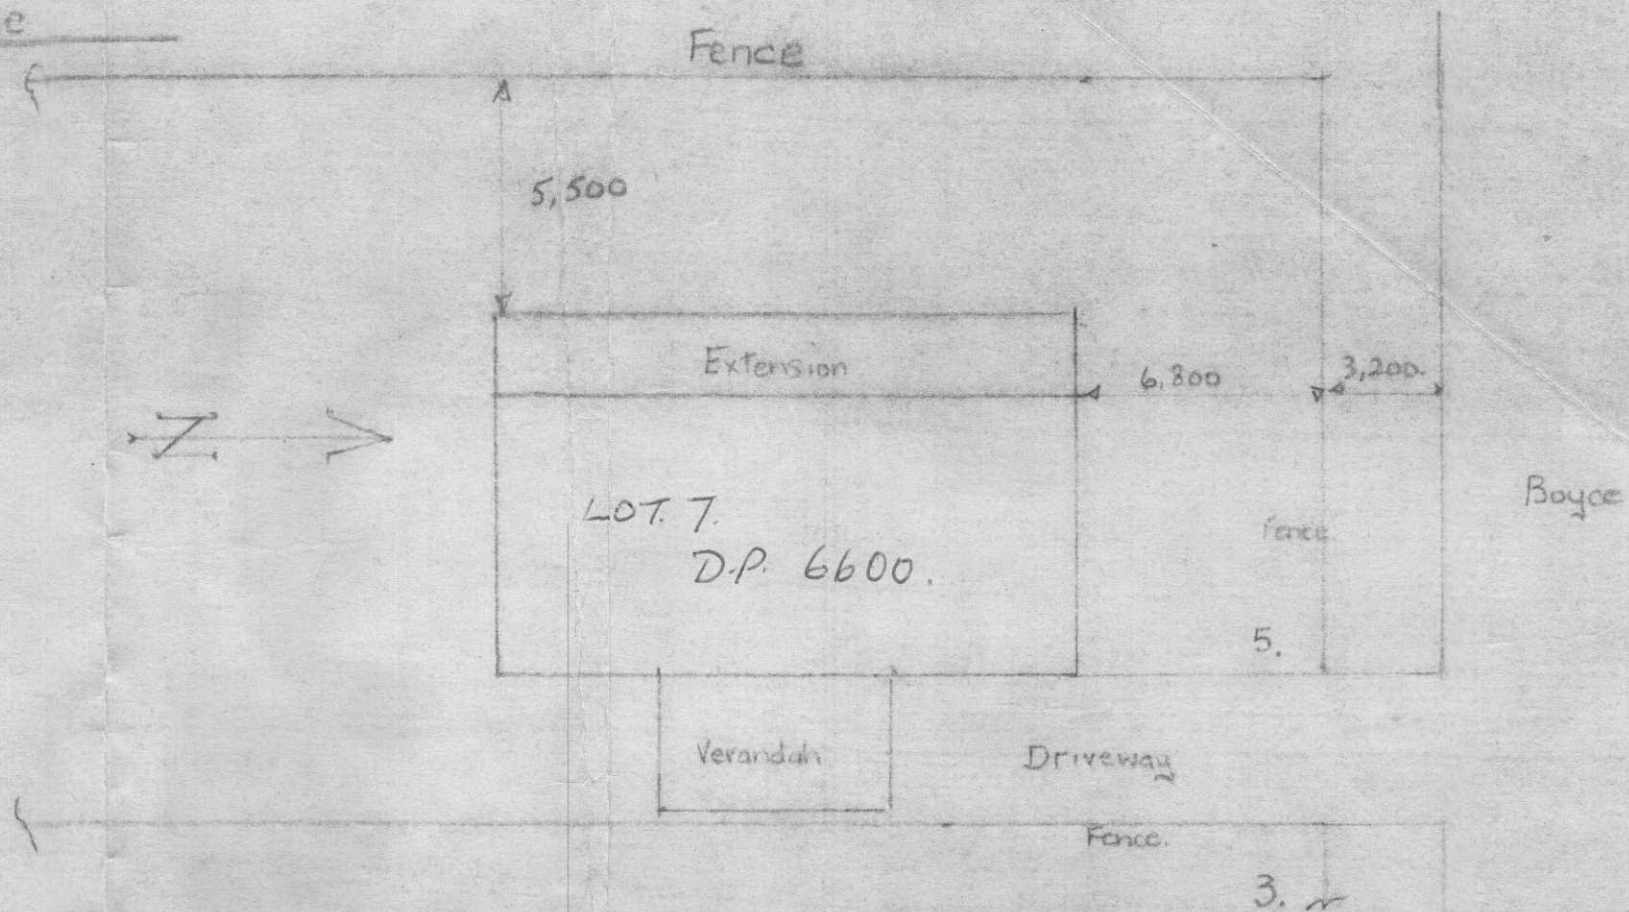 e
Fence
5,500
Extension
6,800
3,200.
N
LOT. 7.
D.P. 6600.
Boyce
Fence.
5.
Verandah
Driveway
Fence.
3.